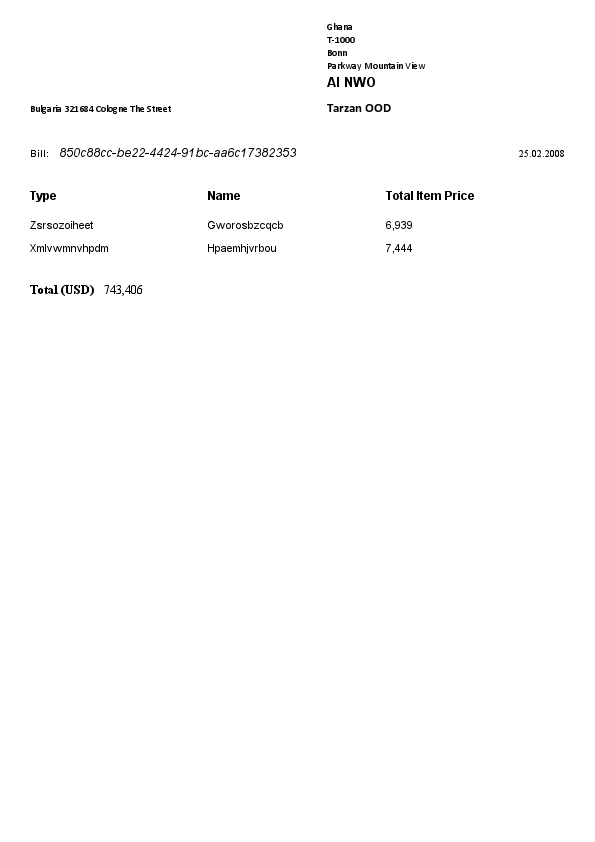 Ghana
T-1000
Bonn
Parkway Mountain View
AI NWO
Bulgaria 321684 Cologne The Street Tarzan OOD
Bill: 850c88cc-be22-4424-91bc-aa6c17382353 25.02.2008
Type Name Total Item Price
Zsrsozoiheet Gworosbzcqcb 6,939
Xmlvwmnvhpdm Hpaemhjvrbou 7,444
Total (USD) 743,406